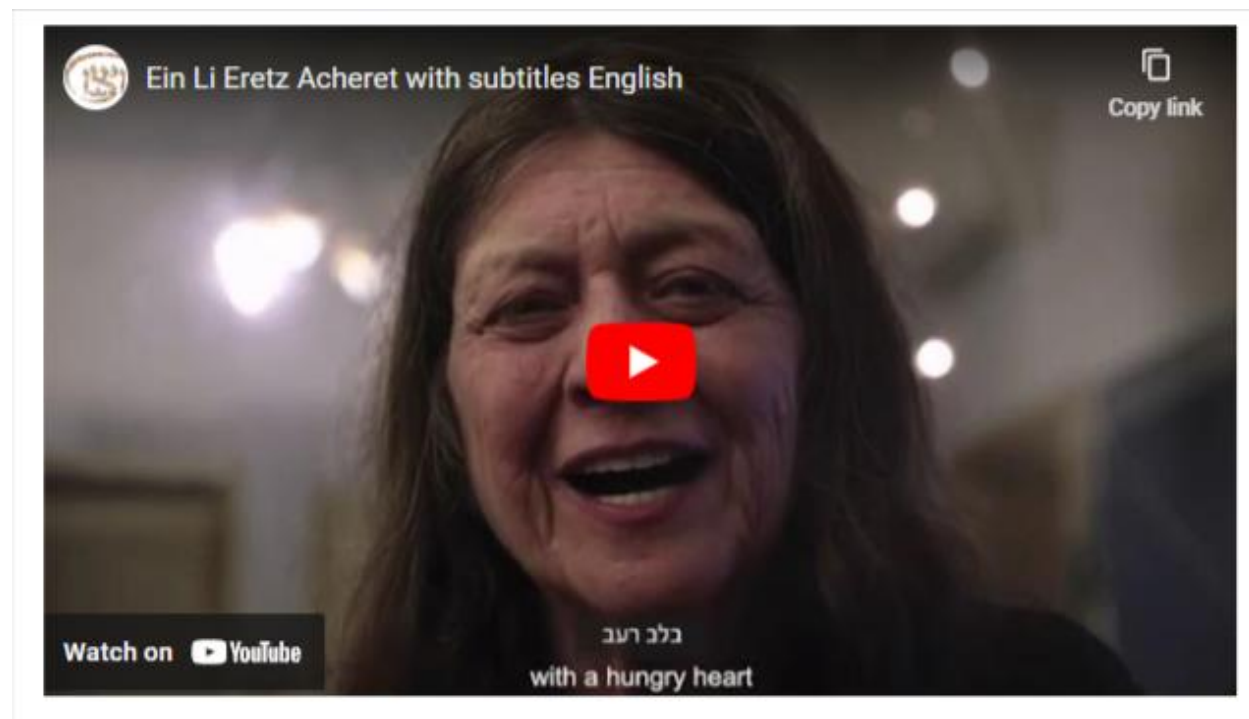 Ein Li Eretz Acheret with subtitles English
Copy link
בלב רעב
with a hungry heart
Watch on YouTube